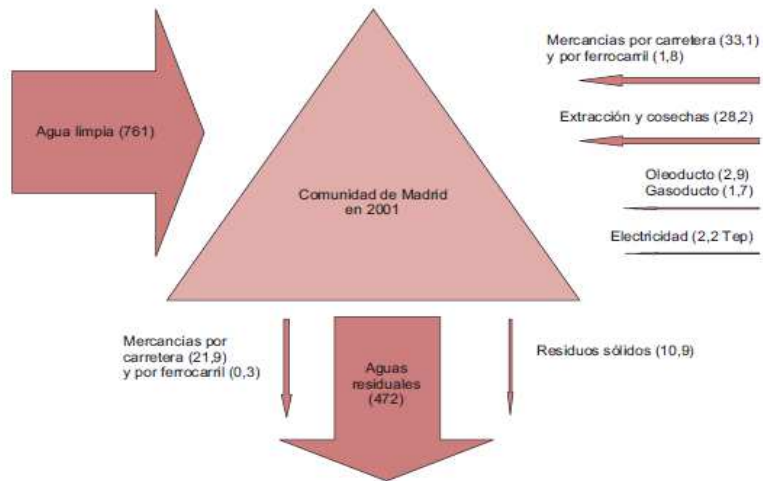 Mercancías por carretera (33,1)
y por ferrocarril (1,8)
Agua limpia (761)
Extracción y cosechas (28,2)
Oleoducto (2,9)
Gasoducto (1,7)
Comunidad de Madrid
en 2001
Electricidad (2,2 Tep)
Mercancías por
carretera (21,9)
y por ferrocarril (0,3)
Aguas
residuales
(472)
Residuos sólidos (10,9)